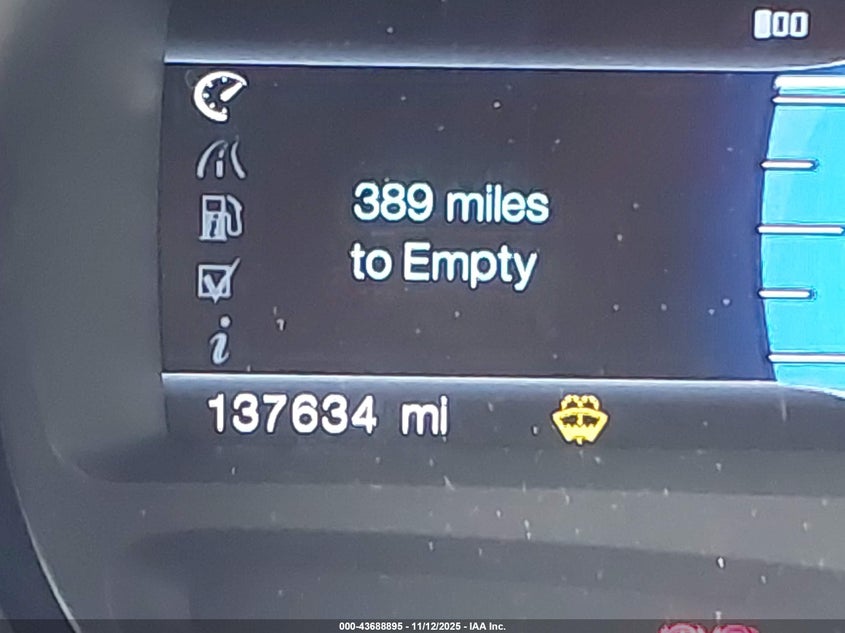 389 miles
to Empty
137634 mi
000-43688895 - 11/12/2025 - IAA Inc.